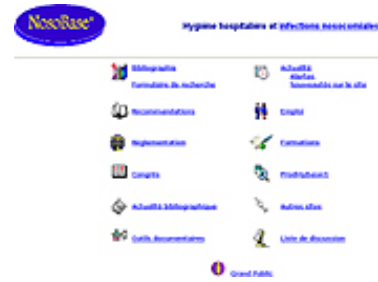 NosoBase®
Hygiène hospitalière et infections nosocomiales
Bibliographie
Formulaire de recherche
Actualité
Alertes
Nouveautés sur le site
Recommandations
Emploi
Réglementation
Formations
Congrès
Prodhybase®
Actualité bibliographique
Autres sites
Outils documentaires
Liste de discussion
Grand Public